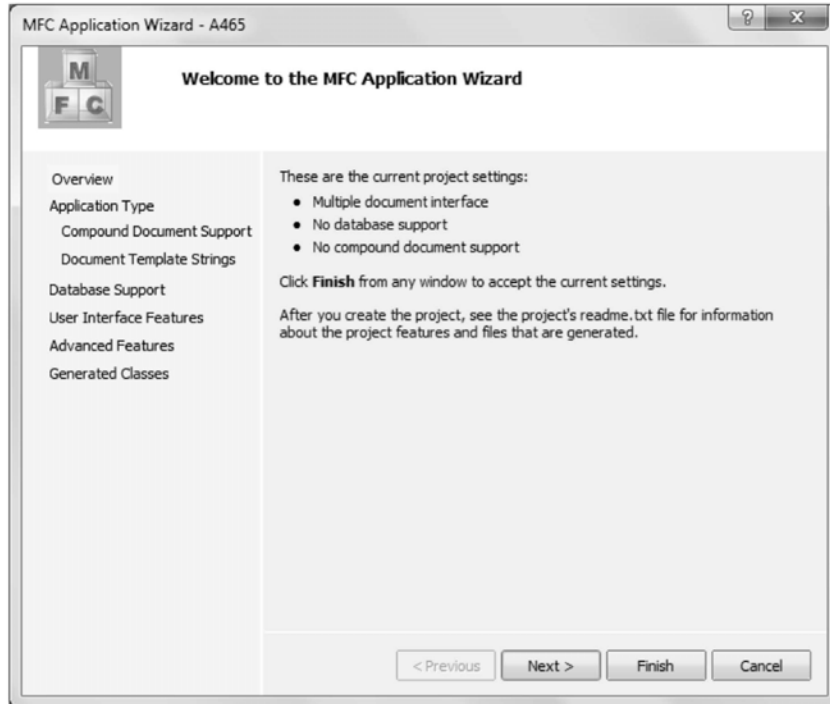 MFC Application Wizard - A465
?
X
M
F C
Welcome to the MFC Application Wizard
Overview
Application Type
Compound Document Support
Document Template Strings
Database Support
User Interface Features
Advanced Features
Generated Classes
These are the current project settings:
• Multiple document interface
• No database support
• No compound document support
Click Finish from any window to accept the current settings.
After you create the project, see the project's readme.txt file for information
about the project features and files that are generated.
< Previous
Next >
Finish
Cancel